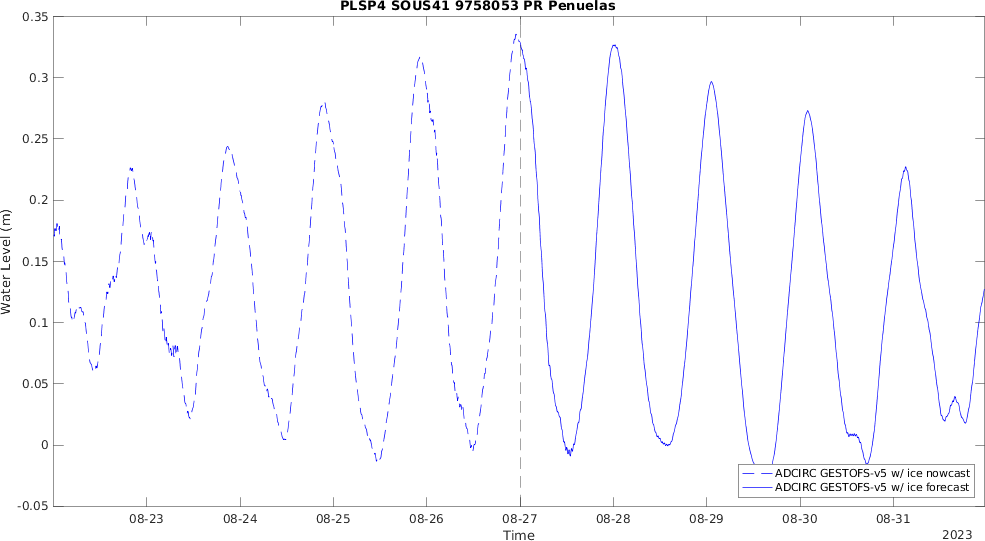 PLSP4 SOUS41 9758053 PR Penuelas
0.35
0.3
0.25
0.2
0.15
0.1
0.05
0
-0.05
Water Level (m)
ADCIRC GESTOFS-v5 w/ ice nowcast
ADCIRC GESTOFS-v5 w/ ice forecast
08-23 08-24 08-25 08-26 08-27 08-28 08-29 08-30 08-31
Time
2023